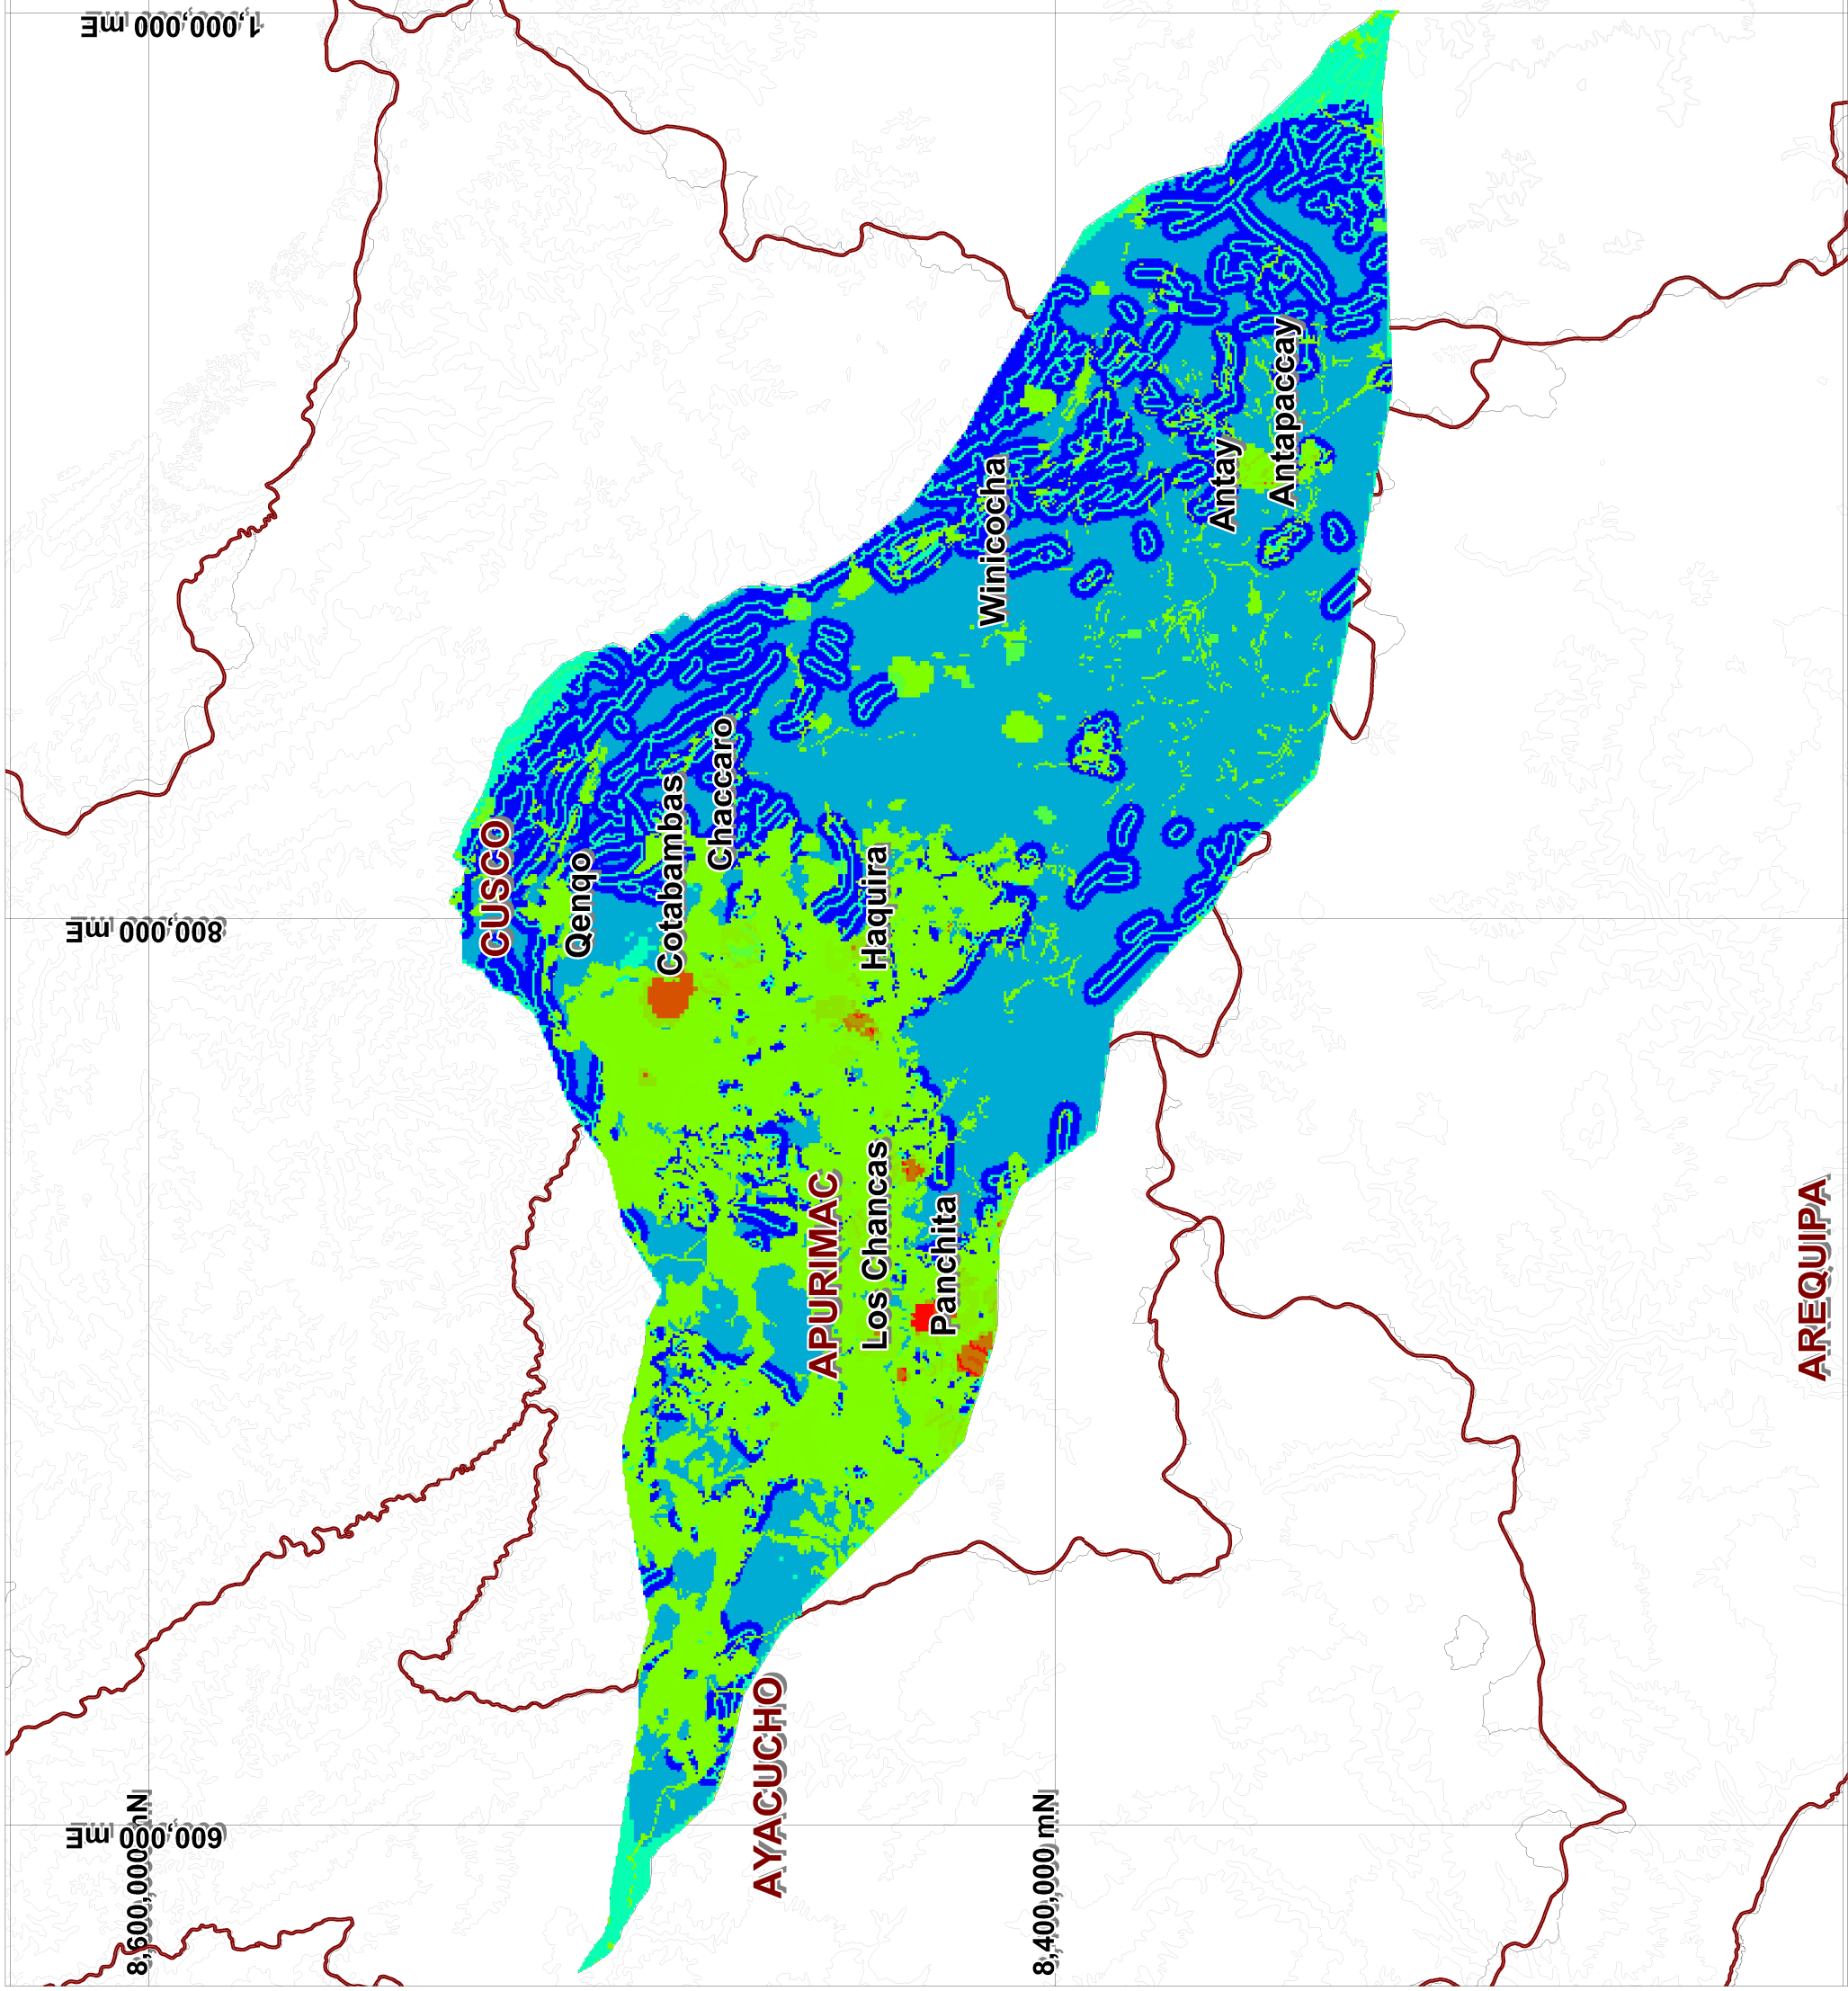 1,000,000 mE
800,000 mE
600,000 mE
8,600,000 mN
8,400,000 mN
CUSCO
Qenqo
Cotabambas
Chaccaro
Haquira
Winicocha
Antay
Antapaccay
APURIMAC
Los Chancas
Panchita
AYACUCHO
AREQUIPA